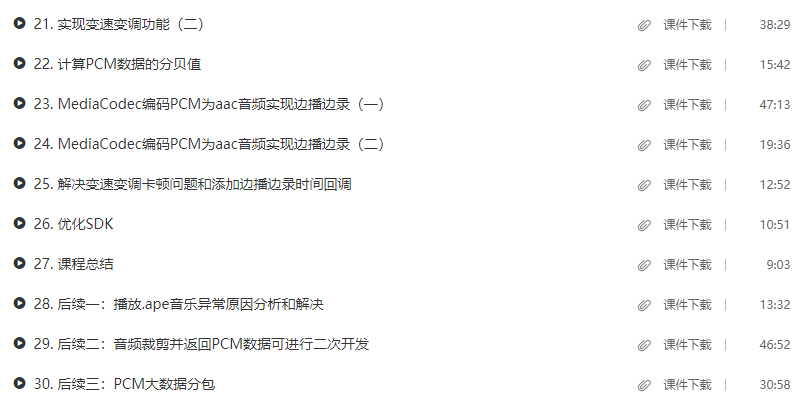 21. 实现变速变调功能（二） 课件下载 | 38:29
22. 计算PCM数据的分贝值 课件下载 | 15:42
23. MediaCodec编码PCM为aac音频实现边播边录（一） 课件下载 | 47:13
24. MediaCodec编码PCM为aac音频实现边播边录（二） 课件下载 | 19:36
25. 解决变速变调卡顿问题和添加边播边录时间回调 课件下载 | 12:52
26. 优化SDK 课件下载 | 10:51
27. 课程总结 课件下载 | 9:03
28. 后续一：播放.ape音乐异常原因分析和解决 课件下载 | 13:32
29. 后续二：音频裁剪并返回PCM数据可进行二次开发 课件下载 | 46:52
30. 后续三：PCM大数据分包 课件下载 | 30:58